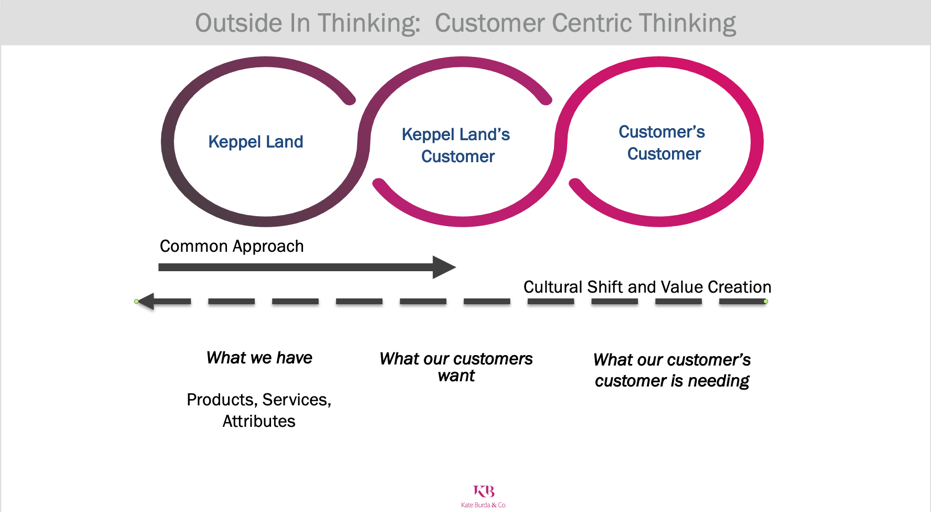 Outside In Thinking:  Customer Centric Thinking
Keppel Land
Keppel Land's
Customer
Customer's
Customer
Common Approach
Cultural Shift and Value Creation
What we have
Products, Services,
Attributes
What our customers
want
What our customer's
customer is needing
KB
Kate Burda & Co.